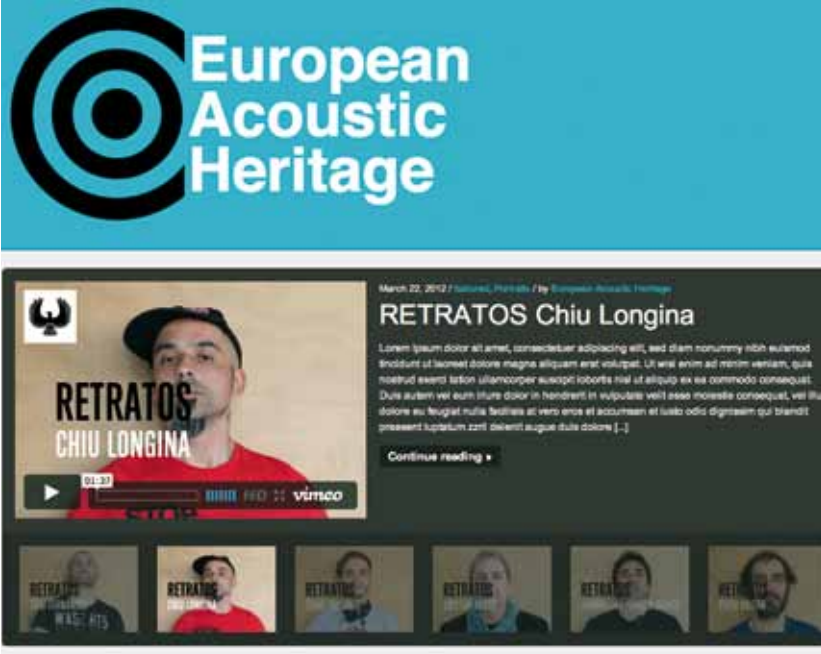 European
Acoustic
Heritage
March 22, 2012 / featured, Portraits / by European Acoustic Heritage
RETRATOS Chiu Longina
Lorem ipsum dolor sit amet, consectetuer adipiscing elit, sed diam nonummy nibh euismod
tincidunt ut laoreet dolore magna aliquam erat volutpat. Ut wisi enim ad minim veniam, quis
nostrud exerci tation ullamcorper suscipit lobortis nisl ut aliquip ex ea commodo consequat.
Duis autem vel eum iriure dolor in hendrerit in vulputate velit esse molestie consequat, vel illu
dolore eu feugiat nulla facilisis at vero eros et accumsan et iusto odio dignissim qui blandit
praesent luptatum zzril delenit augue duis dolore [...]
Continue reading »
RETRATOS
CHIU LONGINA
01:37
HD vimeo
STOP
RETRATOS
RETRATOS
CHIU LONGINA
RETRATOS
RETRATOS
RETRATOS
RETRATOS